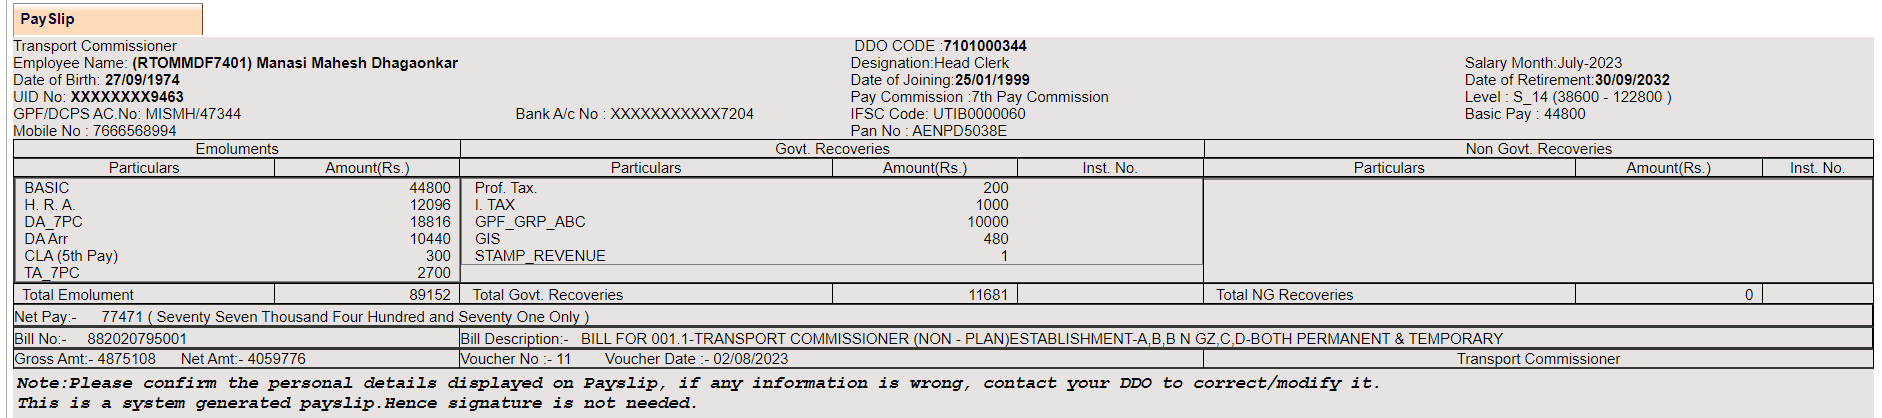 PaySlip
Transport Commissioner DDO CODE :7101000344
Employee Name: (RTOMMDF7401) Manasi Mahesh Dhagaonkar Designation:Head Clerk Salary Month:July-2023
Date of Birth: 27/09/1974 Date of Joining:25/01/1999 Date of Retirement:30/09/2032
UID No: XXXXXXXX9463 Pay Commission :7th Pay Commission Level : S_14 (38600 - 122800 )
GPF/DCPS AC.No: MISMH/47344 Bank A/c No : XXXXXXXXXXX7204 IFSC Code: UTIB0000060 Basic Pay : 44800
Mobile No : 7666568994 Pan No : AENPD5038E
Emoluments Govt. Recoveries Non Govt. Recoveries
Particulars Amount(Rs.) Particulars Amount(Rs.) Inst. No. Particulars Amount(Rs.) Inst. No.
BASIC 44800 Prof. Tax. 200
H. R. A. 12096 I. TAX 1000
DA_7PC 18816 GPF_GRP_ABC 10000
DA Arr 10440 GIS 480
CLA (5th Pay) 300 STAMP_REVENUE 1
TA_7PC 2700
Total Emolument 89152 Total Govt. Recoveries 11681 Total NG Recoveries 0
Net Pay:- 77471 ( Seventy Seven Thousand Four Hundred and Seventy One Only )
Bill No:- 882020795001 Bill Description:- BILL FOR 001.1-TRANSPORT COMMISSIONER (NON - PLAN)ESTABLISHMENT-A,B,B N GZ,C,D-BOTH PERMANENT & TEMPORARY
Gross Amt:- 4875108 Net Amt:- 4059776 Voucher No :- 11 Voucher Date :- 02/08/2023 Transport Commissioner
Note:Please confirm the personal details displayed on Payslip, if any information is wrong, contact your DDO to correct/modify it.
This is a system generated payslip.Hence signature is not needed.